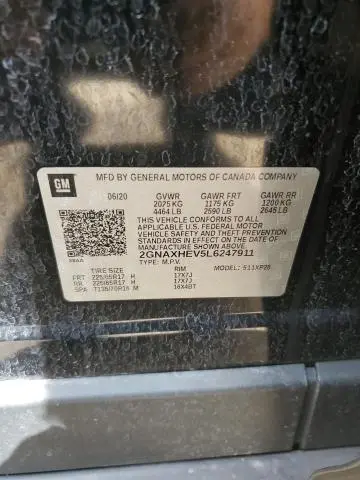 GM
MFD BY GENERAL MOTORS OF CANADA COMPANY
06/20 GVWR GAWR FRT GAWR RR
2075 KG 1175 KG 1200 KG
4464 LB 2590 LB 2645 LB
THIS VEHICLE CONFORMS TO ALL
APPLICABLE U.S. FEDERAL MOTOR
VEHICLE SAFETY AND THEFT
PREVENTION STANDARDS IN
EFFECT ON THE DATE OF
MANUFACTURE SHOWN ABOVE.
2GNAXHEV5L6247911
TYPE: M.P.V.
TIRE SIZE RIM MODEL:
FRT 225/65R17 H 17X7J
RR 225/65R17 H 17X7J
SPA T135/70R16 M 16X4BT